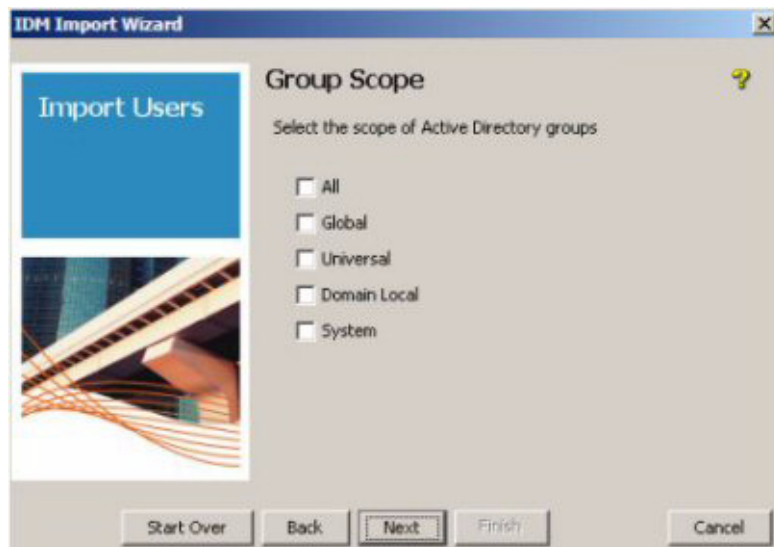 IDM Import Wizard
Import Users
Group Scope
?
Select the scope of Active Directory groups
All
Global
Universal
Domain Local
System
Start Over
Back
Next
Finish
Cancel